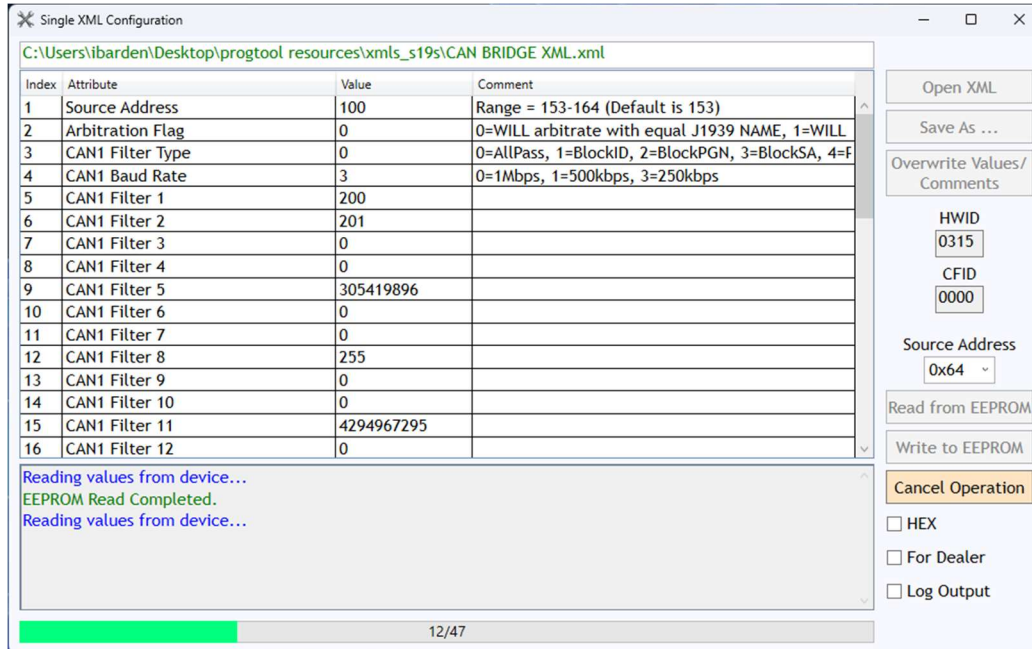 Single XML Configuration
C:\Users\ibarden\Desktop\progtool resources\xmls_s19s\CAN BRIDGE XML.xml
Index Attribute Value Comment
1 Source Address 100 Range = 153-164 (Default is 153)
2 Arbitration Flag 0 0=WILL arbitrate with equal J1939 NAME, 1=WILL
3 CAN1 Filter Type 0 0=AllPass, 1=BlockID, 2=BlockPGN, 3=BlockSA, 4=F
4 CAN1 Baud Rate 3 0=1Mbps, 1=500kbps, 3=250kbps
5 CAN1 Filter 1 200
6 CAN1 Filter 2 201
7 CAN1 Filter 3 0
8 CAN1 Filter 4 0
9 CAN1 Filter 5 305419896
10 CAN1 Filter 6 0
11 CAN1 Filter 7 0
12 CAN1 Filter 8 255
13 CAN1 Filter 9 0
14 CAN1 Filter 10 0
15 CAN1 Filter 11 4294967295
16 CAN1 Filter 12 0
Reading values from device...
EEPROM Read Completed.
Reading values from device...
12/47
Open XML
Save As ...
Overwrite Values/
Comments
HWID
0315
CFID
0000
Source Address
0x64
Read from EEPROM
Write to EEPROM
Cancel Operation
HEX
For Dealer
Log Output